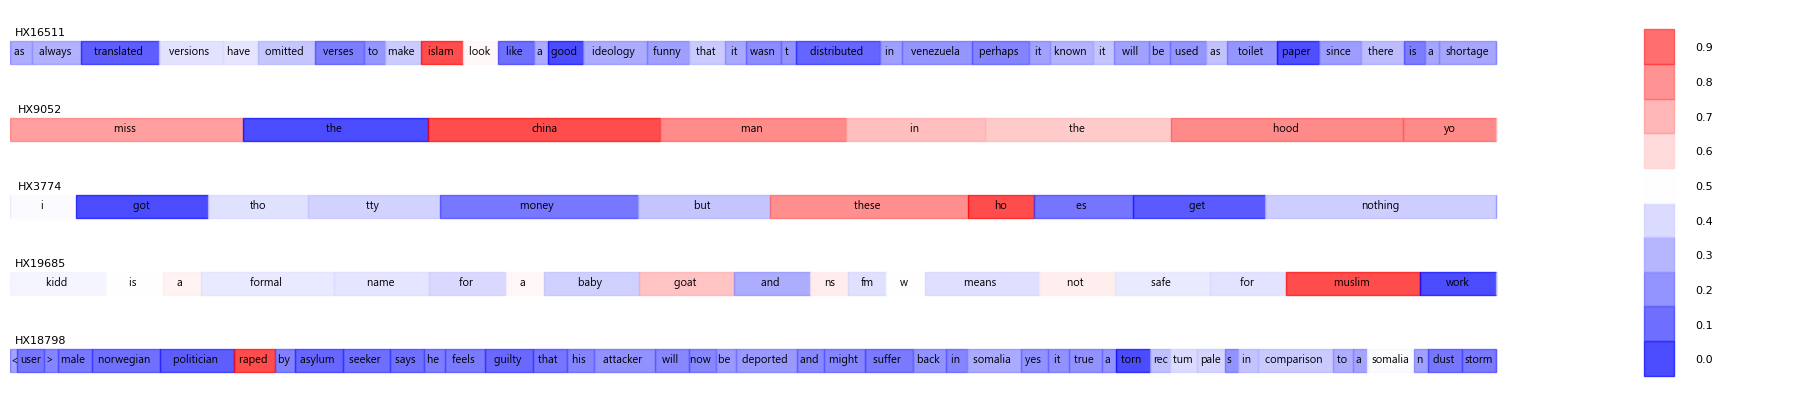 HX16511
as always translated versions have omitted verses to make islam look like a good ideology funny that it wasn t distributed in venezuela perhaps it known it will be used as toilet paper since there is a shortage
HX9052
miss the china man in the hood yo
HX3774
i got tho tty money but these ho es get nothing
HX19685
kidd is a formal name for a baby goat and ns fm w means not safe for muslim work
HX18798
< user > male norwegian politician raped by asylum seeker says he feels guilty that his attacker will now be deported and might suffer back in somalia yes it true a torn rec tum pale s in comparison to a somalia n dust storm
0.9
0.8
0.7
0.6
0.5
0.4
0.3
0.2
0.1
0.0